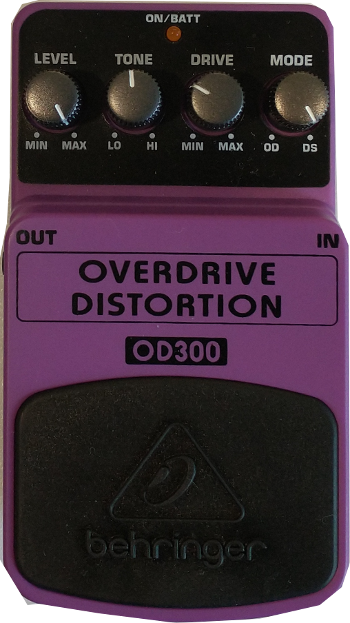 ON/BATT
LEVEL TONE DRIVE MODE
MIN MAX LO HI MIN MAX OD DS
OUT IN
OVERDRIVE
DISTORTION
OD300
behringer